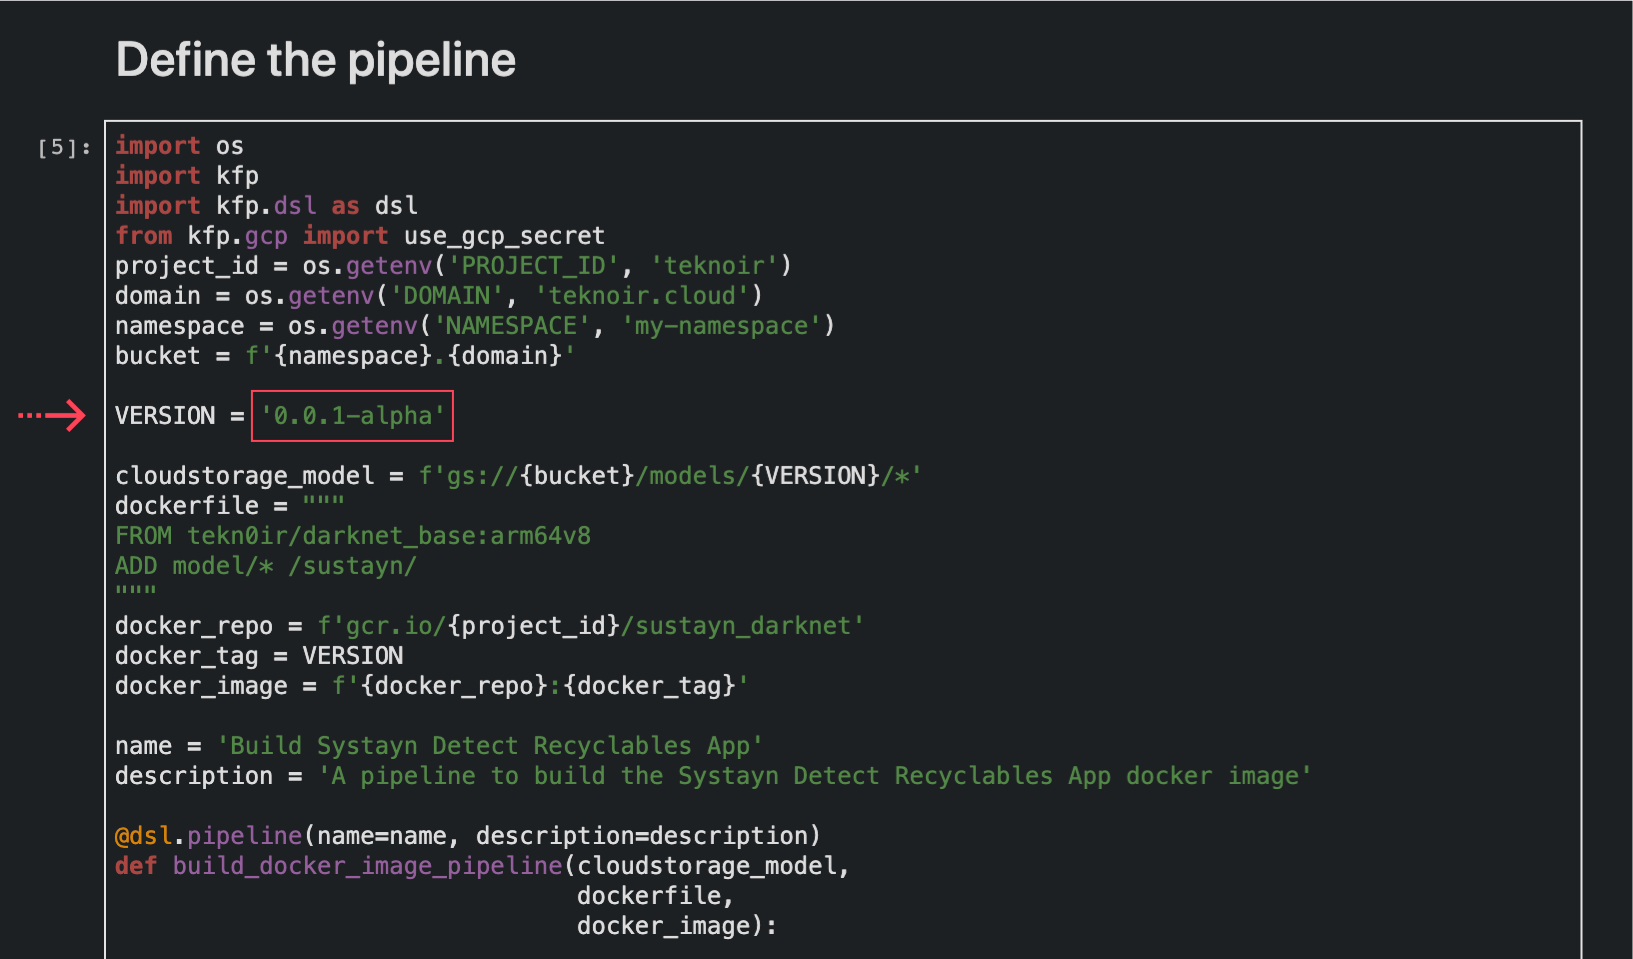 Define the pipeline
[5]:
import os
import kfp
import kfp.dsl as dsl
from kfp.gcp import use_gcp_secret
project_id = os.getenv('PROJECT_ID', 'teknoir')
domain = os.getenv('DOMAIN', 'teknoir.cloud')
namespace = os.getenv('NAMESPACE', 'my-namespace')
bucket = f'{namespace}.{domain}'
VERSION = '0.0.1-alpha'
cloudstorage_model = f'gs://{bucket}/models/{VERSION}/*'
dockerfile = """
FROM tekn0ir/darknet_base:arm64v8
ADD model/* /sustayn/
"""
docker_repo = f'gcr.io/{project_id}/sustayn_darknet'
docker_tag = VERSION
docker_image = f'{docker_repo}:{docker_tag}'
name = 'Build Systayn Detect Recyclables App'
description = 'A pipeline to build the Systayn Detect Recyclables App docker image'
@dsl.pipeline(name=name, description=description)
def build_docker_image_pipeline(cloudstorage_model,
dockerfile,
docker_image):